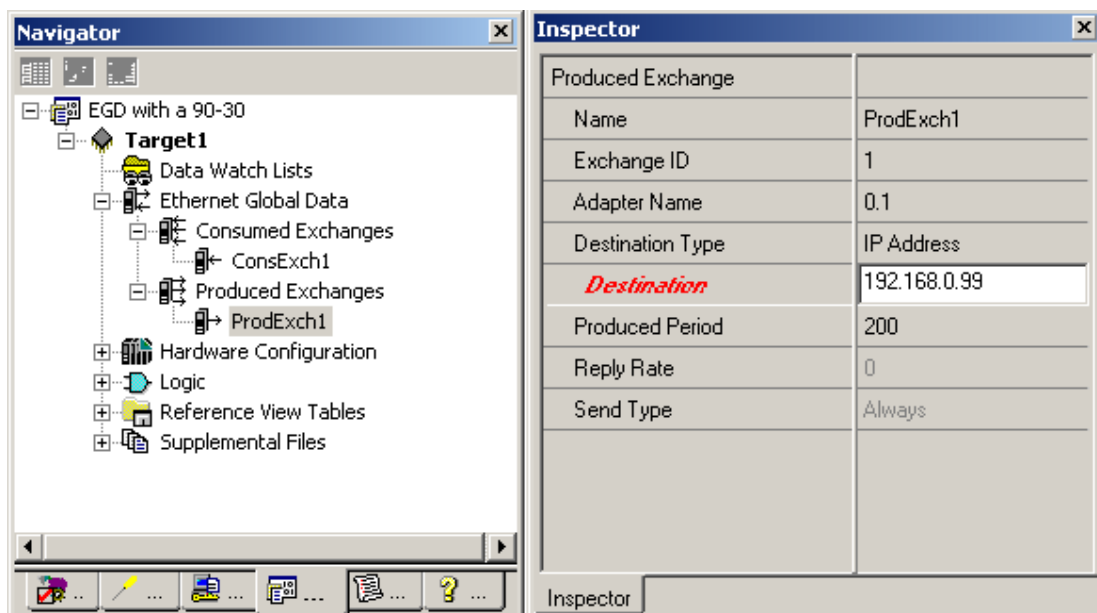 Navigator
EGD with a 90-30
Target1
Data Watch Lists
Ethernet Global Data
Consumed Exchanges
ConsExch1
Produced Exchanges
ProdExch1
Hardware Configuration
Logic
Reference View Tables
Supplemental Files
.. ... ... ... ... ...
Inspector
Produced Exchange
Name ProdExch1
Exchange ID 1
Adapter Name 0.1
Destination Type IP Address
Destination 192.168.0.99
Produced Period 200
Reply Rate 0
Send Type Always
Inspector